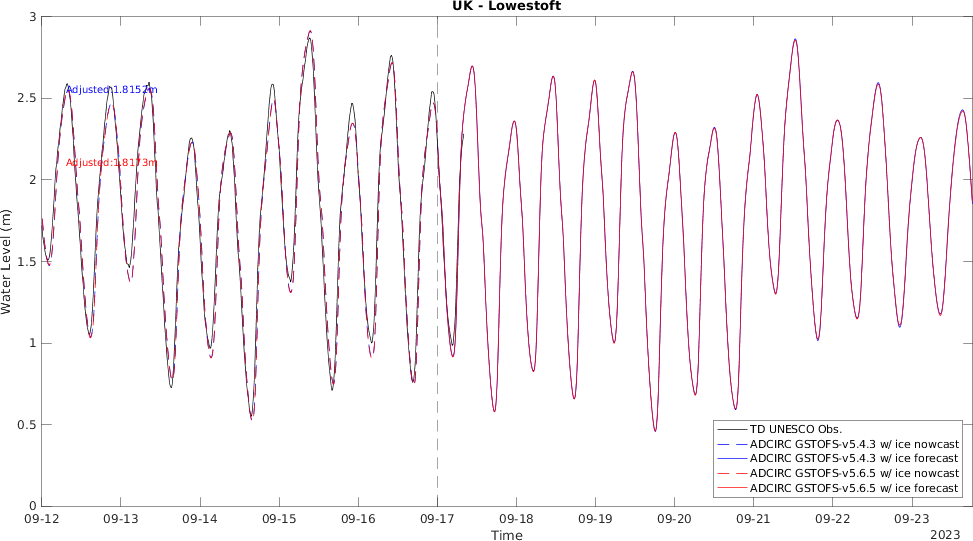 UK - Lowestoft
3
2.5
2
1.5
1
0.5
0
Water Level (m)
Adjusted:1.8152m
Adjusted:1.8173m
TD UNESCO Obs.
ADCIRC GSTOFS-v5.4.3 w/ ice nowcast
ADCIRC GSTOFS-v5.4.3 w/ ice forecast
ADCIRC GSTOFS-v5.6.5 w/ ice nowcast
ADCIRC GSTOFS-v5.6.5 w/ ice forecast
09-12 09-13 09-14 09-15 09-16 09-17 09-18 09-19 09-20 09-21 09-22 09-23
Time
2023